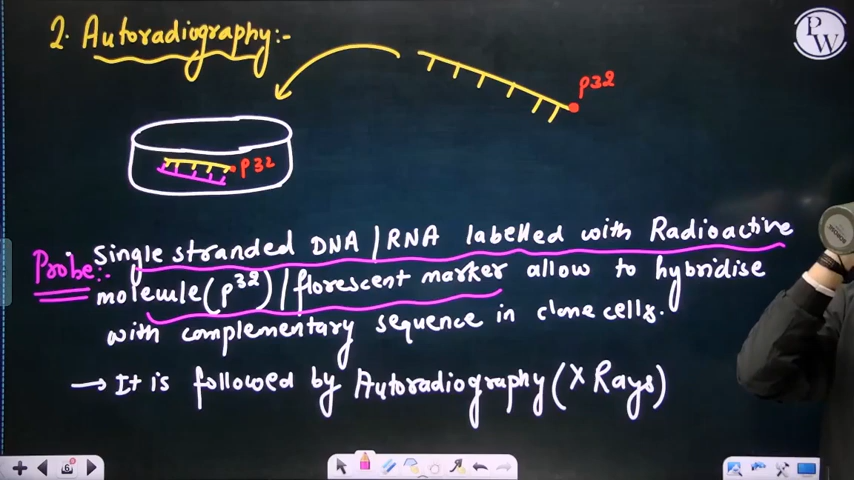 2. Autoradiography:-
PW
P32
P32
Probe:- Single stranded DNA/RNA labelled with Radioactive
molecule(p32)/florescent marker allow to hybridise
with complementary sequence in clone cells.
→ It is followed by Autoradiography(X Rays)